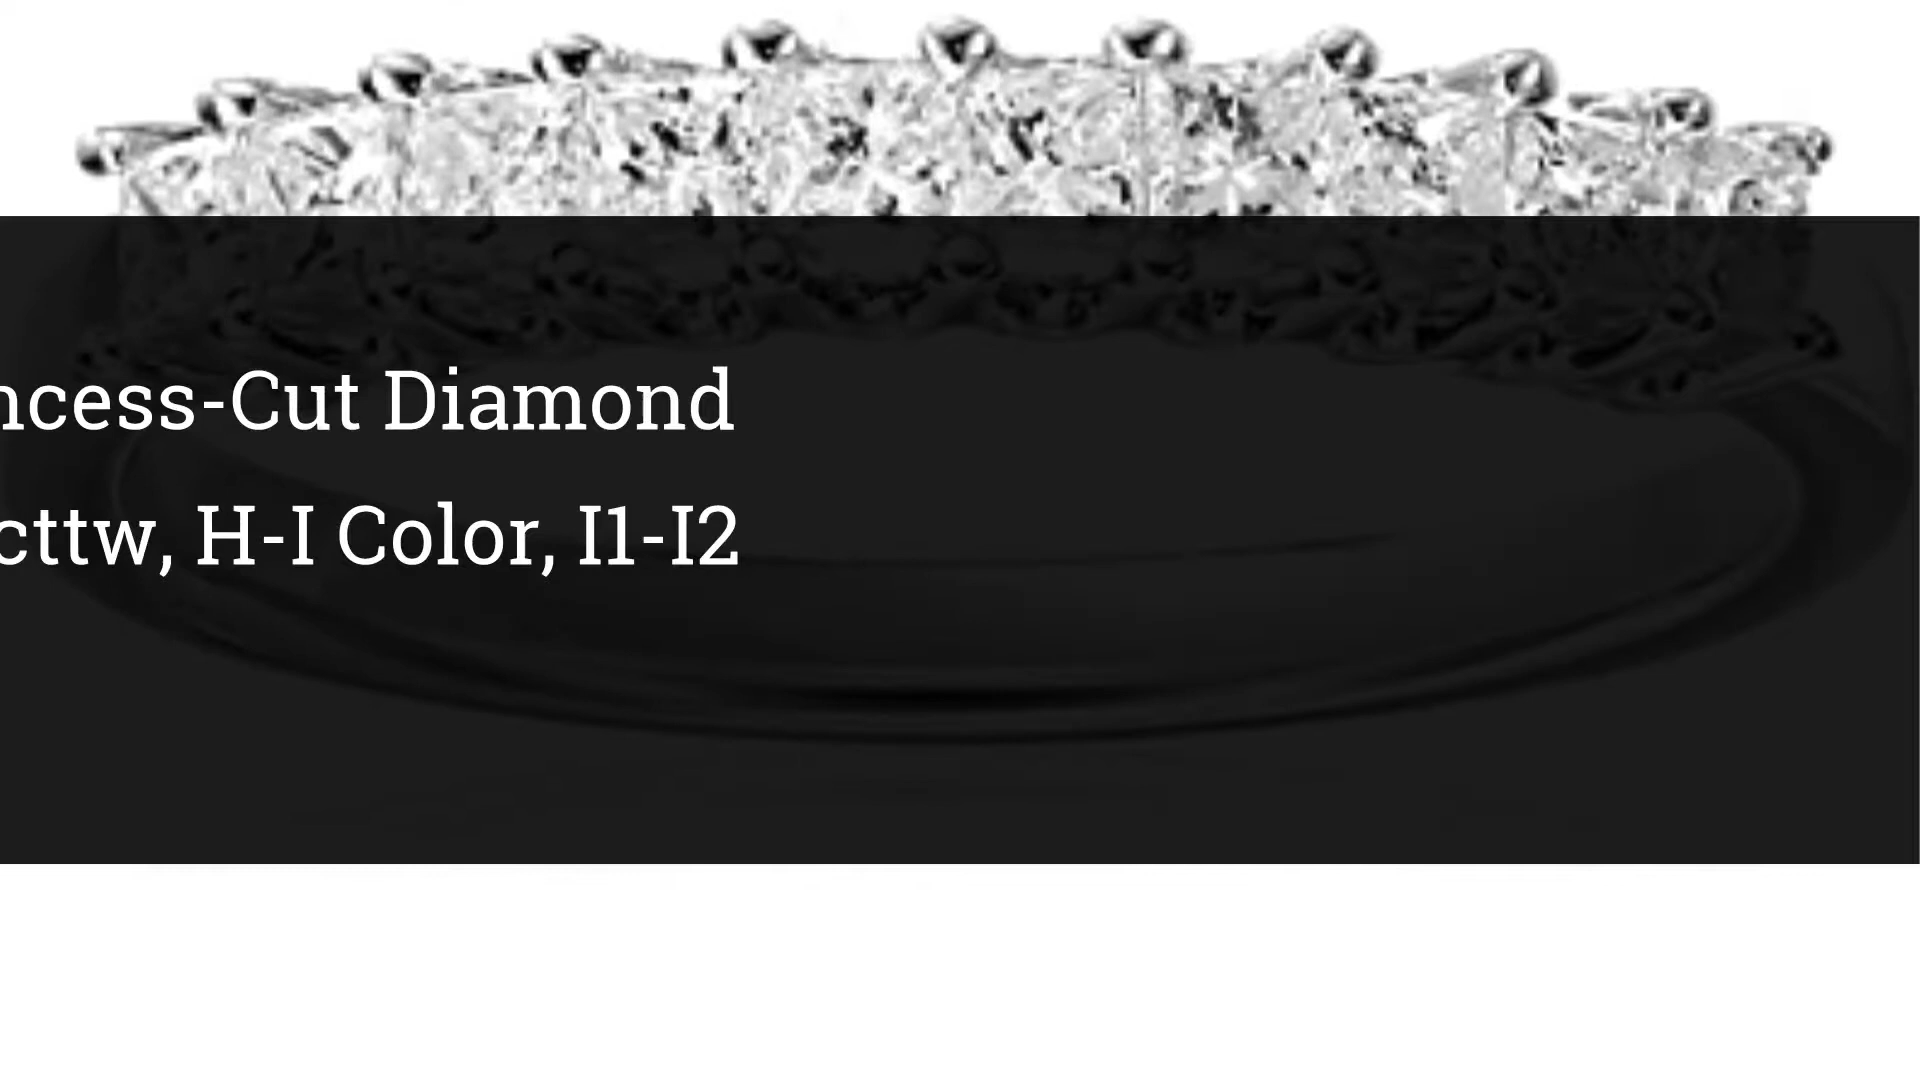 ncess-Cut Diamond
cttw, H-I Color, I1-I2